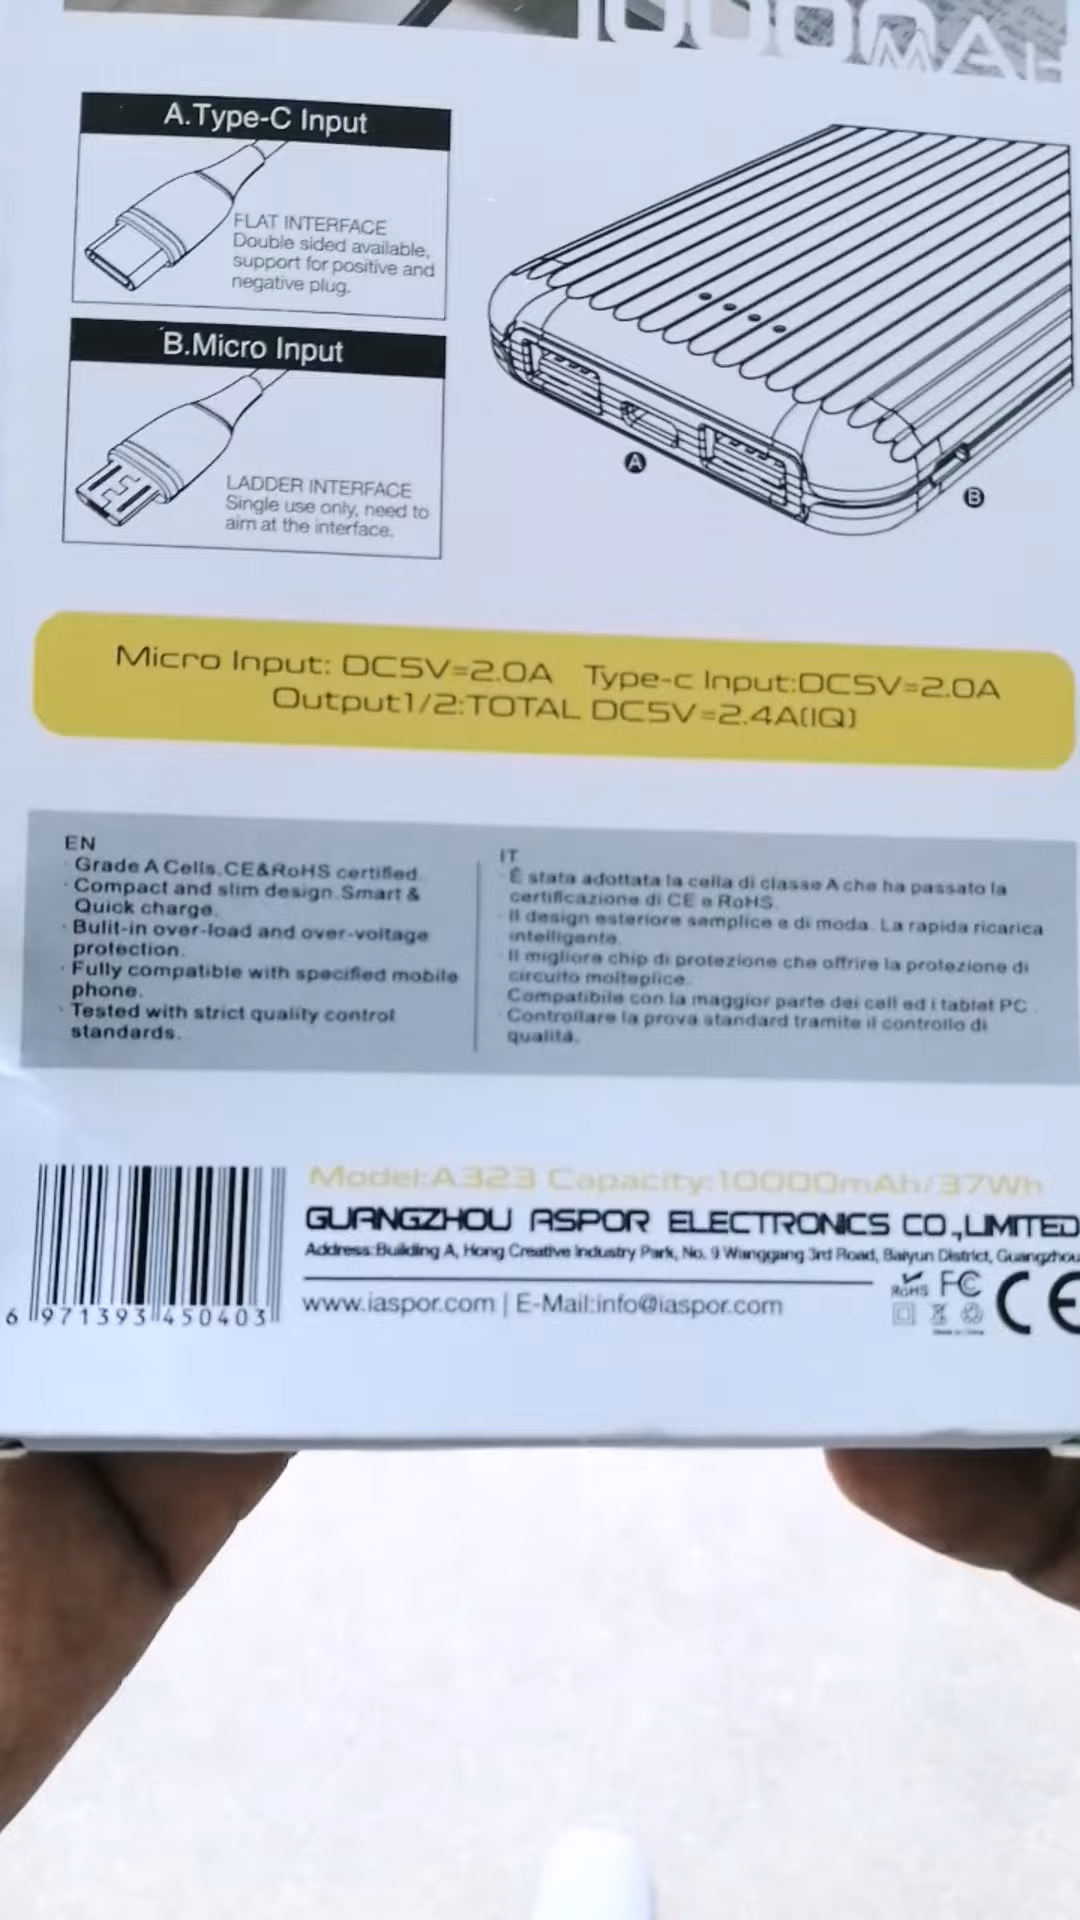 10000MAH
A.Type-C Input
FLAT INTERFACE
Double sided available,
support for positive and
negative plug.
B.Micro Input
LADDER INTERFACE
Single use only, need to
aim at the interface.
A
B
Micro Input: DC5V=2.0A Type-c Input:DC5V=2.0A
Output1/2:TOTAL DC5V=2.4A(IQ)
EN
· Grade A Cells.CE&RoHS certified.
· Compact and slim design.Smart &
Quick charge.
· Bulit-in over-load and over-voltage
protection.
· Fully compatible with specified mobile
phone.
· Tested with strict quality control
standards.
IT
· È stata adottata la cella di classe A che ha passato la
certificazione di CE e RoHS.
· Il design esteriore semplice e di moda. La rapida ricarica
intelligente.
· Il migliore chip di protezione che offrire la protezione di
circuito molteplice.
· Compatibile con la maggior parte dei cell ed i tablet PC.
· Controllare la prova standard tramite il controllo di
qualità.
Model:A323 Capacity:10000mAh/37Wh
GUANGZHOU ASPOR ELECTRONICS CO.,LIMITED
Address:Building A, Hong Creative Industry Park, No. 9 Wanggang 3rd Road, Baiyun District, Guangzhou
www.iaspor.com | E-Mail:info@iaspor.com
RoHS FC CE
Made in China
6 971393 450403